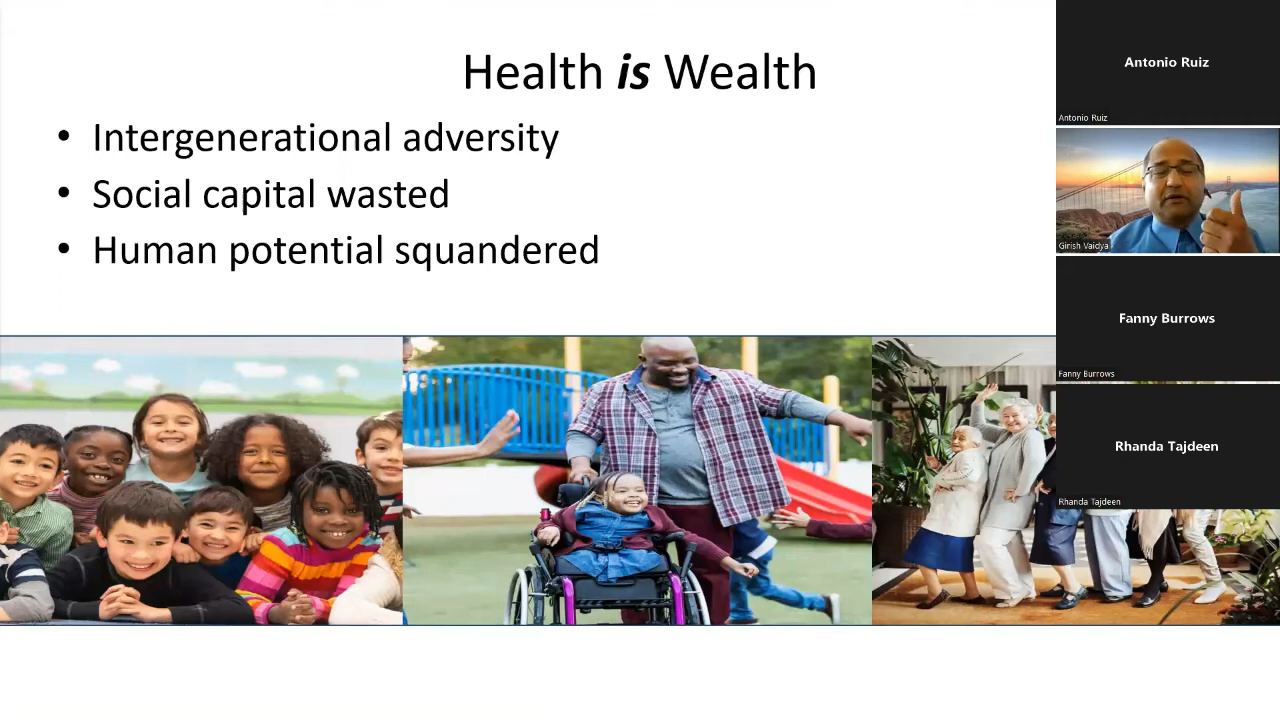 Health is Wealth
• Intergenerational adversity
• Social capital wasted
• Human potential squandered
Antonio Ruiz
Antonio Ruiz
Girish Vaidya
Fanny Burrows
Fanny Burrows
Rhanda Tajdeen
Rhanda Tajdeen